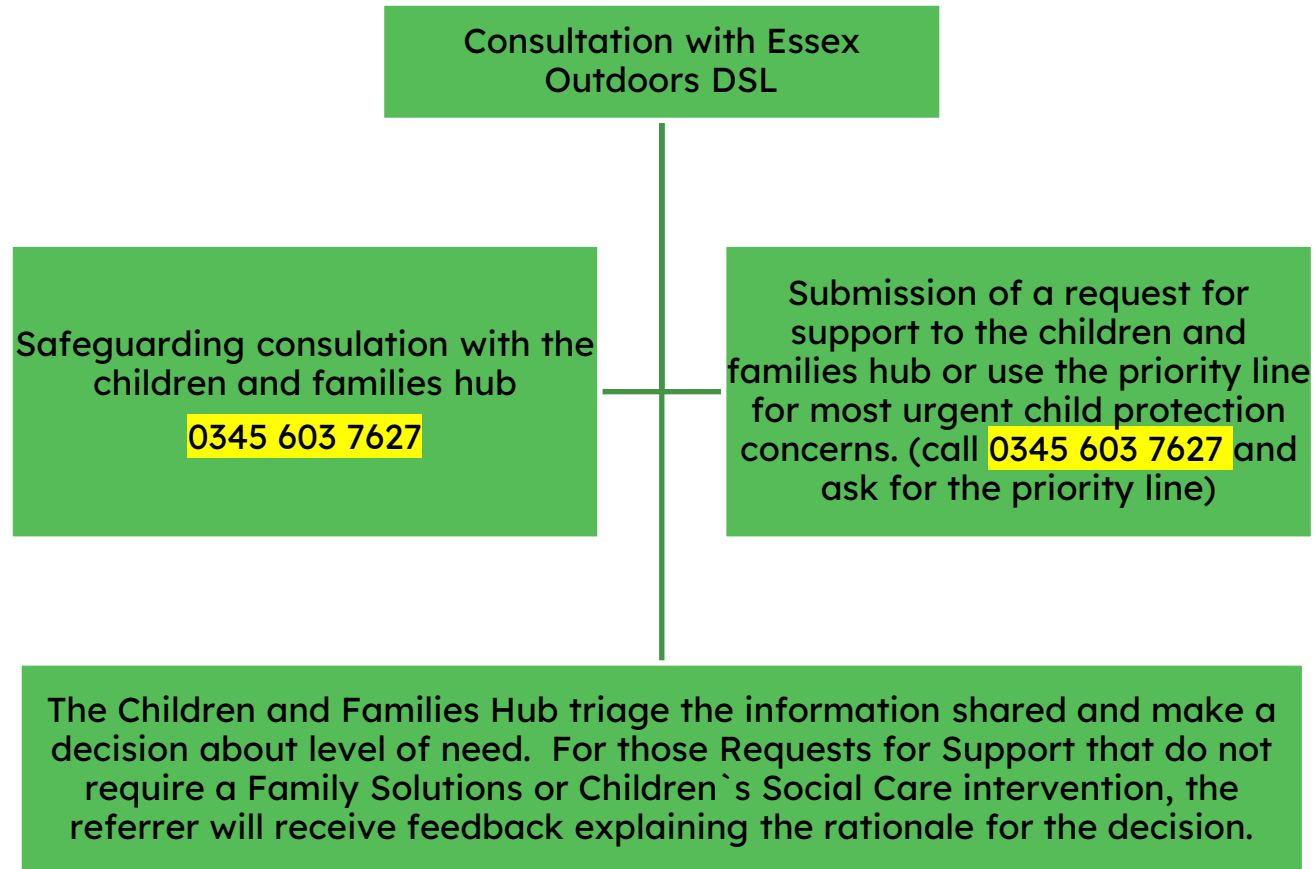 Consultation with Essex
Outdoors DSL
Safeguarding consulation with the
children and families hub
0345 603 7627
Submission of a request for
support to the children and
families hub or use the priority line
for most urgent child protection
concerns. (call 0345 603 7627 and
ask for the priority line)
The Children and Families Hub triage the information shared and make a
decision about level of need.  For those Requests for Support that do not
require a Family Solutions or Children`s Social Care intervention, the
referrer will receive feedback explaining the rationale for the decision.